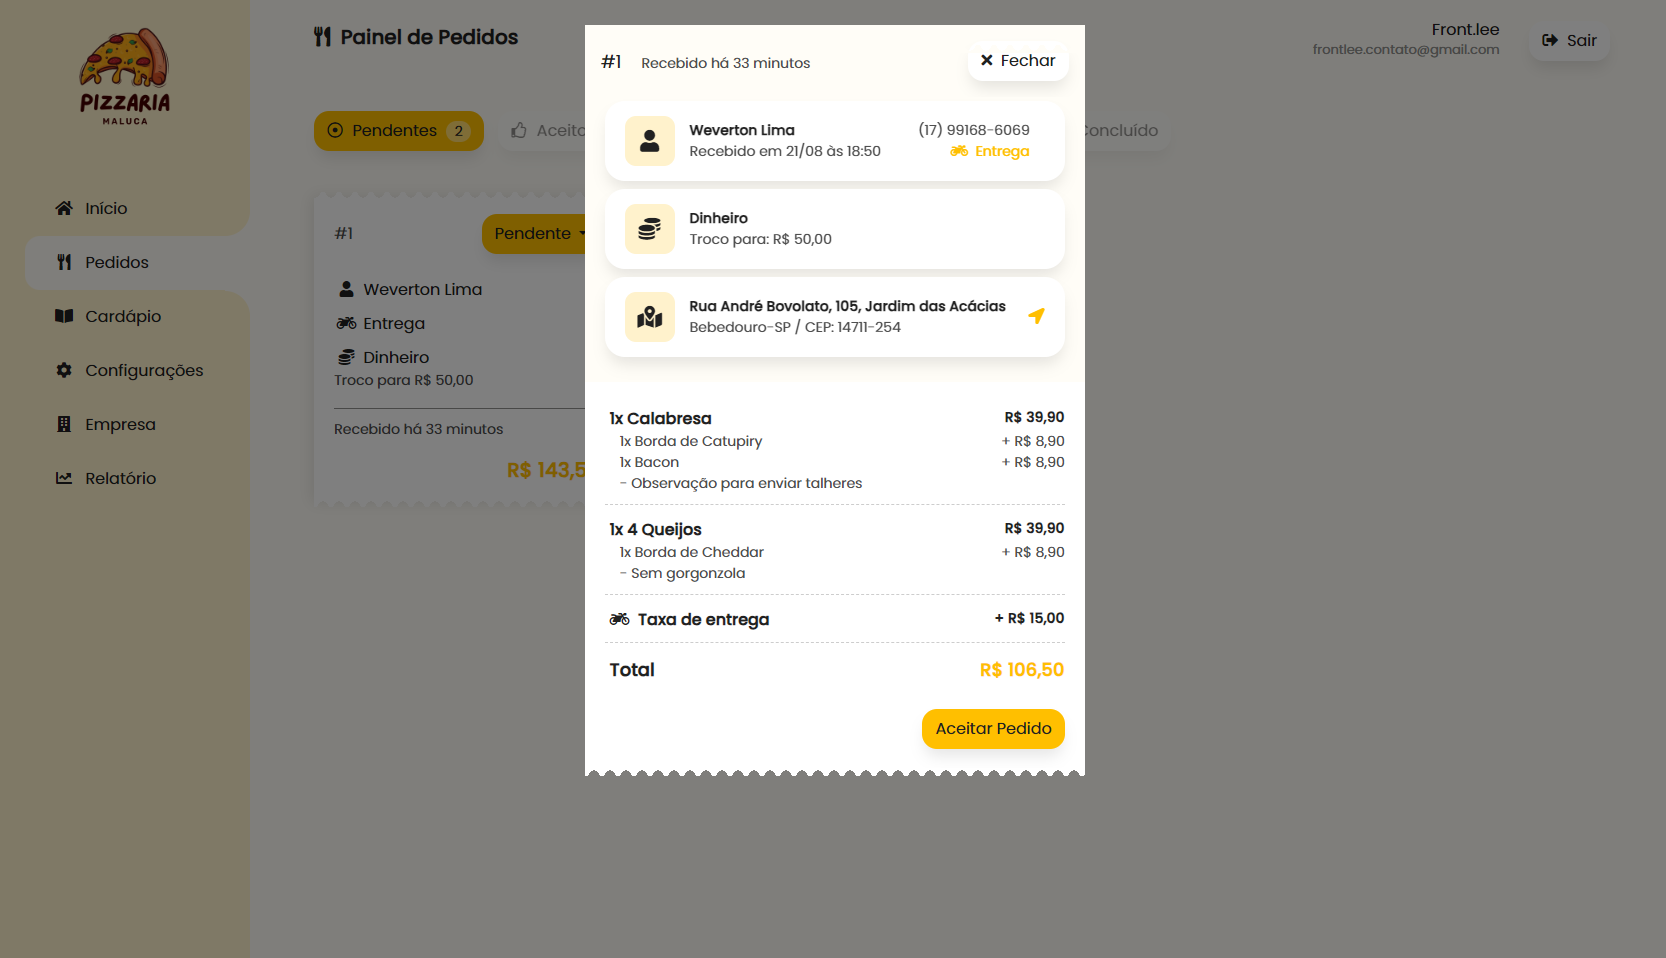 PIZZARIA
MALUCA
Início
Pedidos
Cardápio
Configurações
Empresa
Relatório
Painel de Pedidos
Front.lee
frontlee.contato@gmail.com
Sair
Pendentes 2
#1
Pendente
Weverton Lima
Entrega
Dinheiro
Troco para R$ 50,00
Recebido há 33 minutos
#1
Recebido há 33 minutos
Fechar
Weverton Lima
(17) 99168-6069
Recebido em 21/08 às 18:50
Entrega
Dinheiro
Troco para: R$ 50,00
Rua André Bovolato, 105, Jardim das Acácias
Bebedouro-SP / CEP: 14711-254
1x Calabresa R$ 39,90
1x Borda de Catupiry + R$ 8,90
1x Bacon + R$ 8,90
- Observação para enviar talheres
1x 4 Queijos R$ 39,90
1x Borda de Cheddar + R$ 8,90
- Sem gorgonzola
Taxa de entrega + R$ 15,00
Total R$ 106,50
Aceitar Pedido